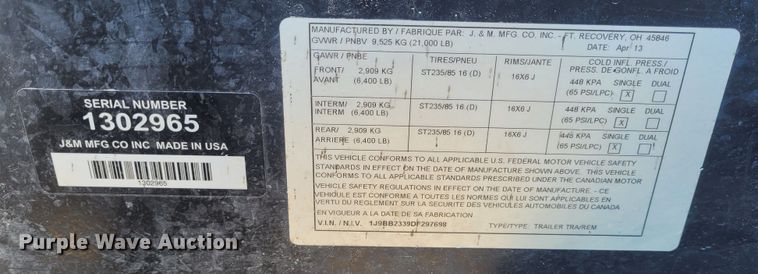 SERIAL NUMBER
1302965
J&M MFG CO INC MADE IN USA
1302965
MANUFACTURED BY / FABRIQUE PAR: J. & M. MFG. CO, INC. - FT. RECOVERY, OH 45846
GVWR / PNBV 9,525 KG (21,000 LB) DATE: Apr 13
GAWR / PNBE TIRES/PNEU RIMS/JANTE COLD INFL. PRESS./
PRESS. DE GONFL. A FROID
FRONT/ 2,909 KG ST235/85 16 (D) 16X6 J 448 KPA SINGLE DUAL
AVANT (6,400 LB) (65 PSI/LPC) X
INTERM/ 2,909 KG ST235/85 16 (D) 16X6 J 448 KPA SINGLE DUAL
INTERM (6,400 LB) (65 PSI/LPC) X
REAR/ 2,909 KG ST235/85 16 (D) 16X6 J 448 KPA SINGLE DUAL
ARRIERE (6,400 LB) (65 PSI/LPC) X
THIS VEHICLE CONFORMS TO ALL APPLICABLE U.S. FEDERAL MOTOR VEHICLE SAFETY
STANDARDS IN EFFECT ON THE DATE OF MANUFACTURE SHOWN ABOVE. THIS VEHICLE
CONFORMS TO ALL APPLICABLE STANDARDS PRESCRIBED UNDER THE CANADIAN MOTOR
VEHICLE SAFETY REGULATIONS IN EFFECT ON THE DATE OF MANUFACTURE - CE
VEHICULE EST CONFORME A TOUTES LES NORMES QUI LUI SONT APPLICABLES EN
VERTU DU REGLEMENT SUR LA SECURITE DES VEHICULES AUTOMOBILES DU CANADA
EN VIGUEUR A LA DATE DE SA FABRICATION.
V.I.N. / N.I.V. 1J9BB2339DF297698 TYPE/TYPE: TRAILER TRA/REM
Purple Wave Auction